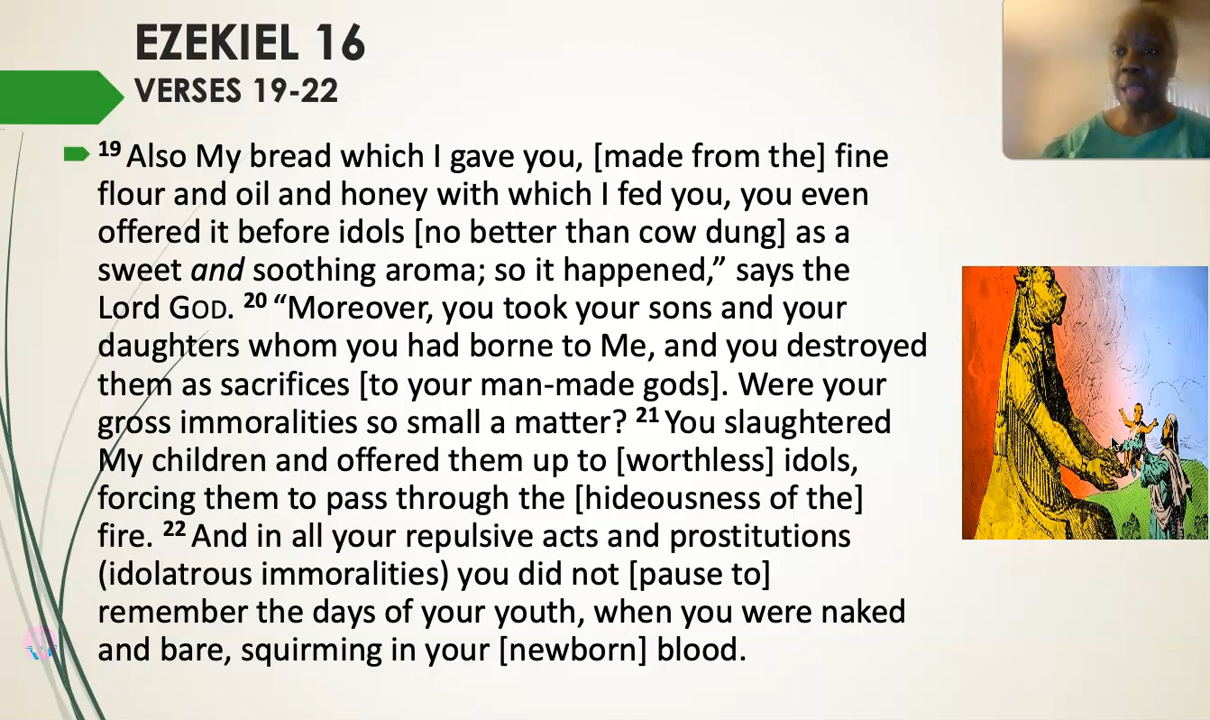 EZEKIEL 16
VERSES 19-22
19 Also My bread which I gave you, [made from the] fine
flour and oil and honey with which I fed you, you even
offered it before idols [no better than cow dung] as a
sweet and soothing aroma; so it happened,” says the
Lord GOD. 20 “Moreover, you took your sons and your
daughters whom you had borne to Me, and you destroyed
them as sacrifices [to your man-made gods]. Were your
gross immoralities so small a matter? 21 You slaughtered
My children and offered them up to [worthless] idols,
forcing them to pass through the [hideousness of the]
fire. 22 And in all your repulsive acts and prostitutions
(idolatrous immoralities) you did not [pause to]
remember the days of your youth, when you were naked
and bare, squirming in your [newborn] blood.